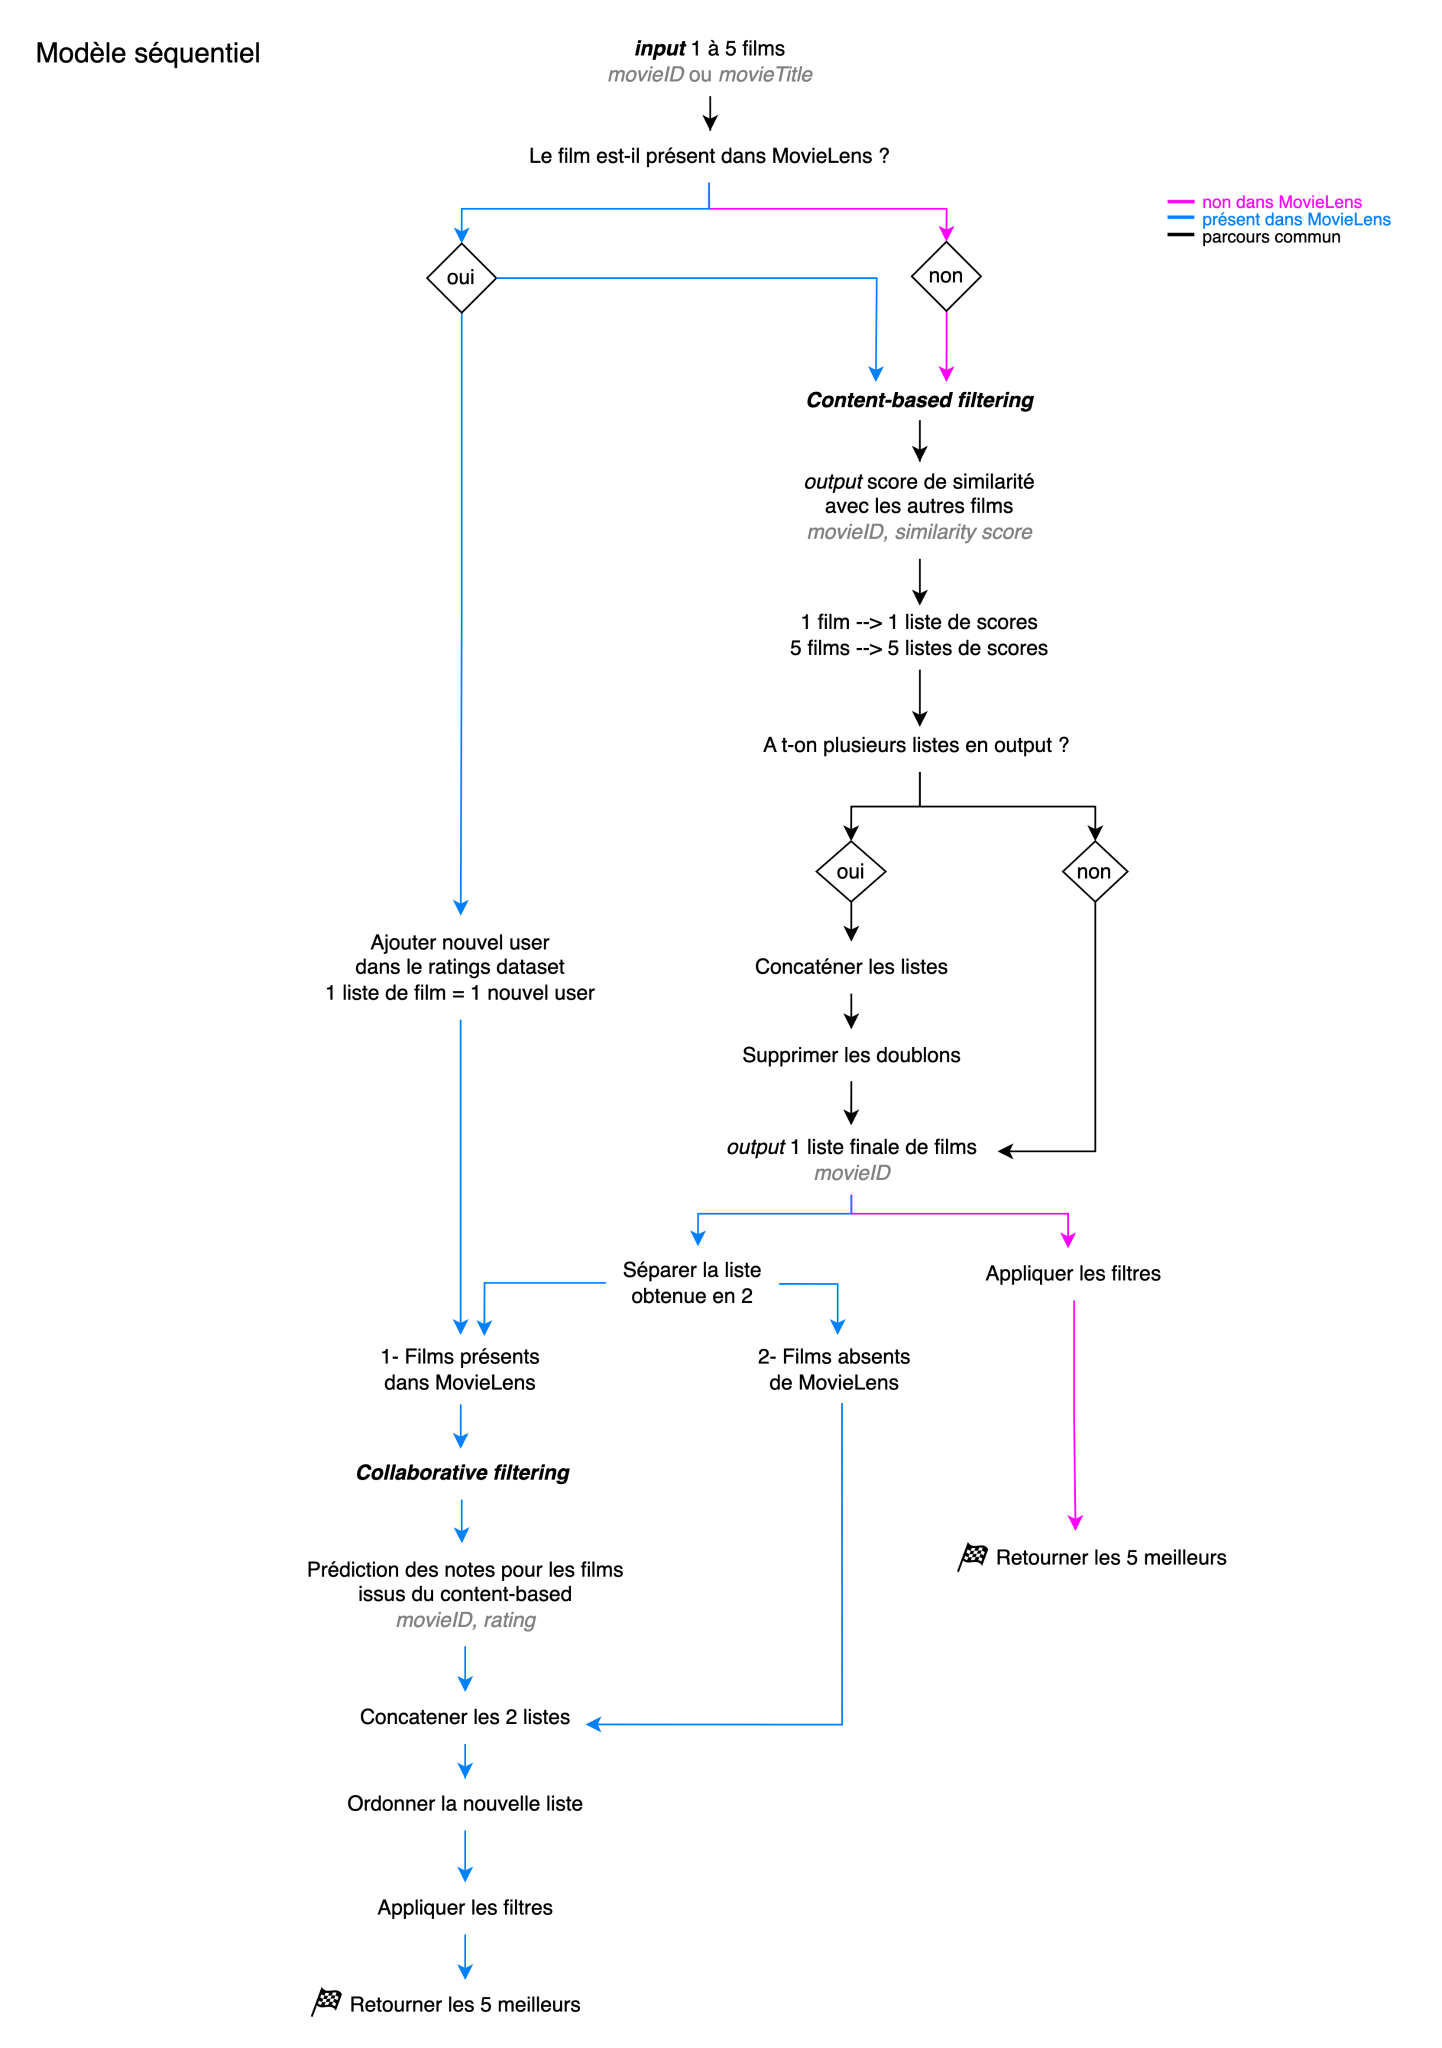 Modèle séquentiel
input 1 à 5 films
movieID ou movieTitle
Le film est-il présent dans MovieLens ?
non dans MovieLens
présent dans MovieLens
parcours commun
oui
non
Content-based filtering
output score de similarité
avec les autres films
movieID, similarity score
1 film --> 1 liste de scores
5 films --> 5 listes de scores
A t-on plusieurs listes en output ?
oui
non
Ajouter nouvel user
dans le ratings dataset
1 liste de film = 1 nouvel user
Concaténer les listes
Supprimer les doublons
output 1 liste finale de films
movieID
Séparer la liste
obtenue en 2
Appliquer les filtres
1- Films présents
dans MovieLens
2- Films absents
de MovieLens
Collaborative filtering
Retourner les 5 meilleurs
Prédiction des notes pour les films
issus du content-based
movieID, rating
Concatener les 2 listes
Ordonner la nouvelle liste
Appliquer les filtres
Retourner les 5 meilleurs